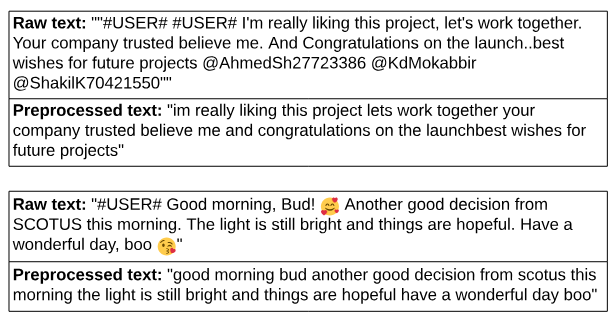 Raw text: ""#USER# #USER# I'm really liking this project, let's work together.
Your company trusted believe me. And Congratulations on the launch..best
wishes for future projects @AhmedSh27723386 @KdMokabbir
@ShakilK70421550""
Preprocessed text: "im really liking this project lets work together your
company trusted believe me and congratulations on the launchbest wishes for
future projects"
Raw text: "#USER# Good morning, Bud! 🥰 Another good decision from
SCOTUS this morning. The light is still bright and things are hopeful. Have a
wonderful day, boo 😘"
Preprocessed text: "good morning bud another good decision from scotus this
morning the light is still bright and things are hopeful have a wonderful day boo"